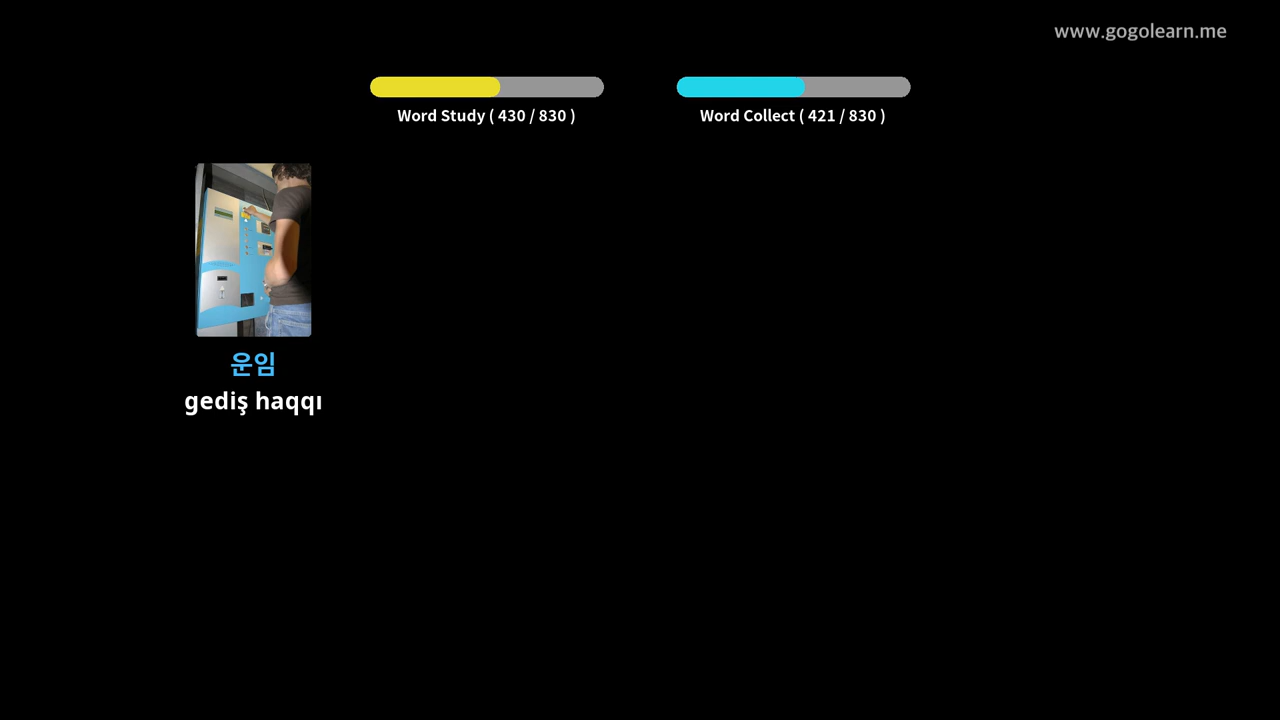 www.gogolearn.me
Word Study ( 430 / 830 )
Word Collect ( 421 / 830 )
운임
gediş haqqı